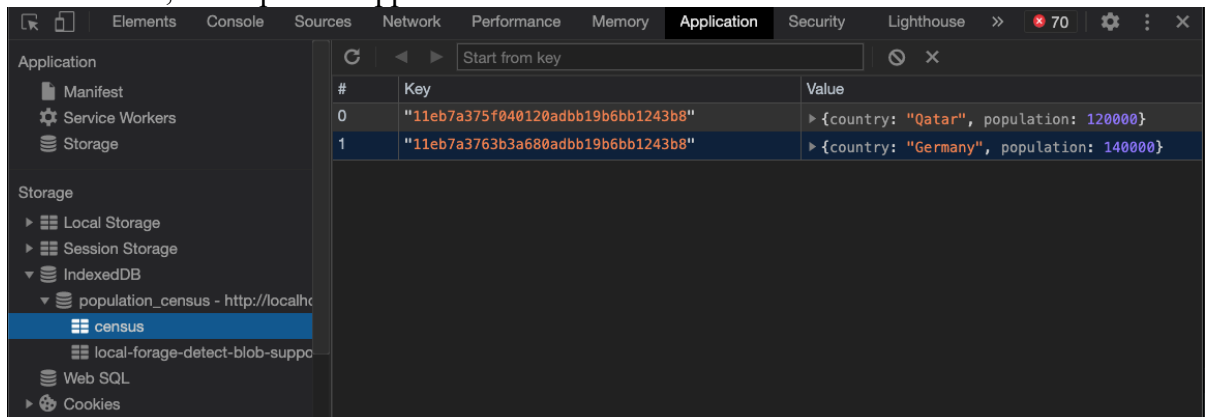 Elements Console Sources Network Performance Memory Application Security Lighthouse » 70
Application
Manifest
Service Workers
Storage
Storage
Local Storage
Session Storage
IndexedDB
population_census - http://localho
census
local-forage-detect-blob-suppo
Web SQL
Cookies
Start from key
# Key Value
0 "11eb7a375f040120adbb19b6bb1243b8" {country: "Qatar", population: 120000}
1 "11eb7a3763b3a680adbb19b6bb1243b8" {country: "Germany", population: 140000}